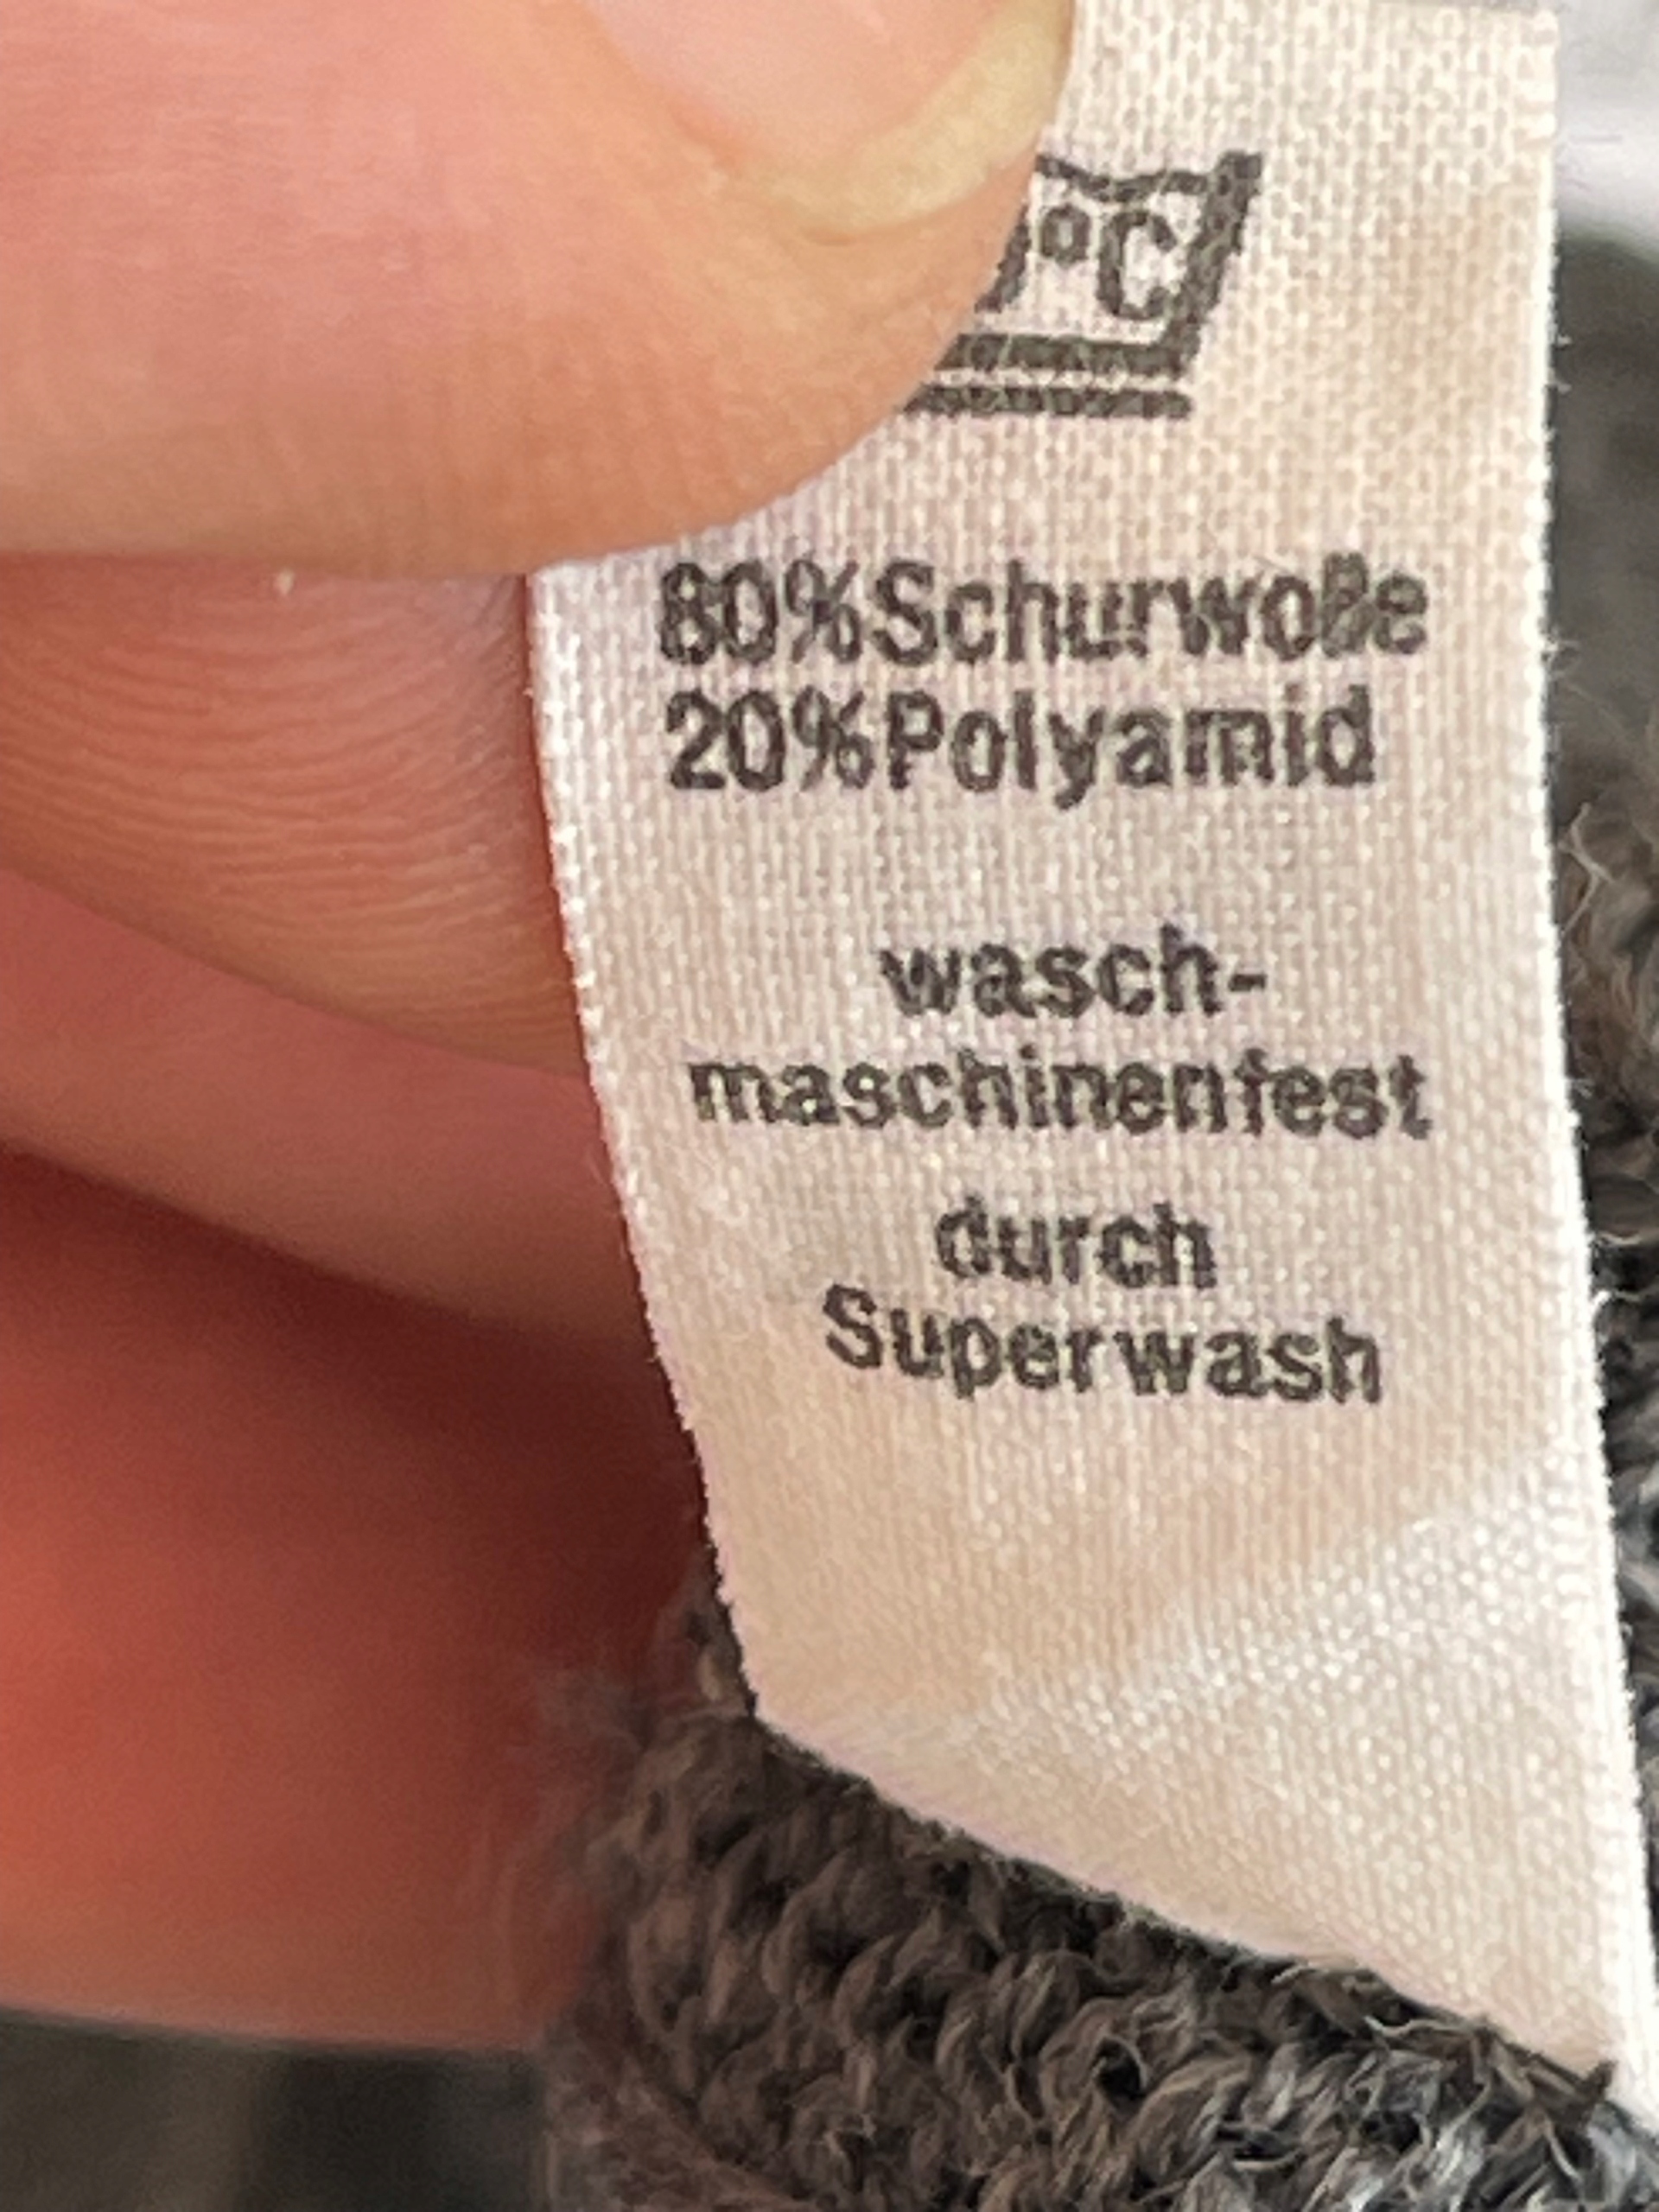 °C
80%Schurwolle
20%Polyamid
wasch-
maschinenfest
durch
Superwash